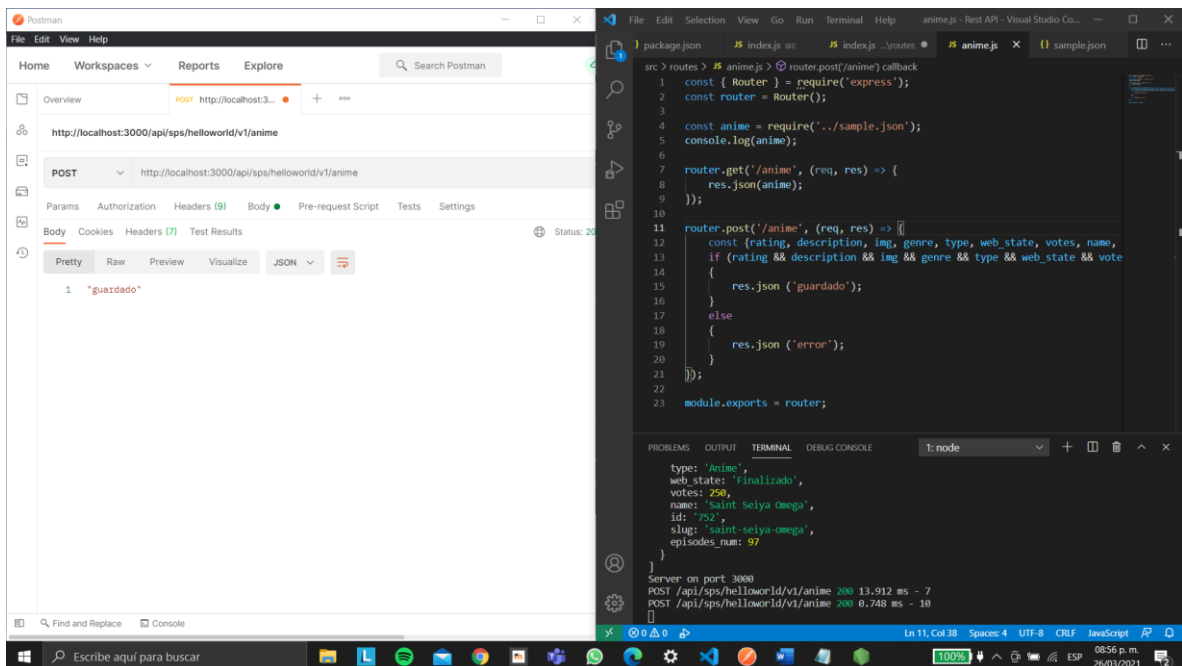 Postman
File Edit View Help
Home Workspaces Reports Explore Search Postman
Overview POST http://localhost:3...
http://localhost:3000/api/sps/helloworld/v1/anime
POST http://localhost:3000/api/sps/helloworld/v1/anime
Params Authorization Headers (9) Body Pre-request Script Tests Settings
Body Cookies Headers (7) Test Results Status: 20
Pretty Raw Preview Visualize JSON
1 "guardado"
Find and Replace Console
File Edit Selection View Go Run Terminal Help anime.js - Rest API - Visual Studio Co...
package.json JS index.js src JS index.js ...\routes JS anime.js {} sample.json
src > routes > JS anime.js > router.post('/anime') callback
1 const { Router } = require('express');
2 const router = Router();
3
4 const anime = require('../sample.json');
5 console.log(anime);
6
7 router.get('/anime', (req, res) => {
8 res.json(anime);
9 });
10
11 router.post('/anime', (req, res) => {
12 const {rating, description, img, genre, type, web_state, votes, name,
13 if (rating && description && img && genre && type && web_state && vote
14 {
15 res.json ('guardado');
16 }
17 else
18 {
19 res.json ('error');
20 }
21 });
22
23 module.exports = router;
PROBLEMS OUTPUT TERMINAL DEBUG CONSOLE 1: node
type: 'Anime',
web_state: 'Finalizado',
votes: 250,
name: 'Saint Seiya Omega',
id: '752',
slug: 'saint-seiya-omega',
episodes_num: 97
}
]
Server on port 3000
POST /api/sps/helloworld/v1/anime 200 13.912 ms - 7
POST /api/sps/helloworld/v1/anime 200 0.748 ms - 10
0 0 Ln 11, Col 38 Spaces: 4 UTF-8 CRLF JavaScript
Escribe aquí para buscar
100% ESP 08:56 p. m.
26/03/2021